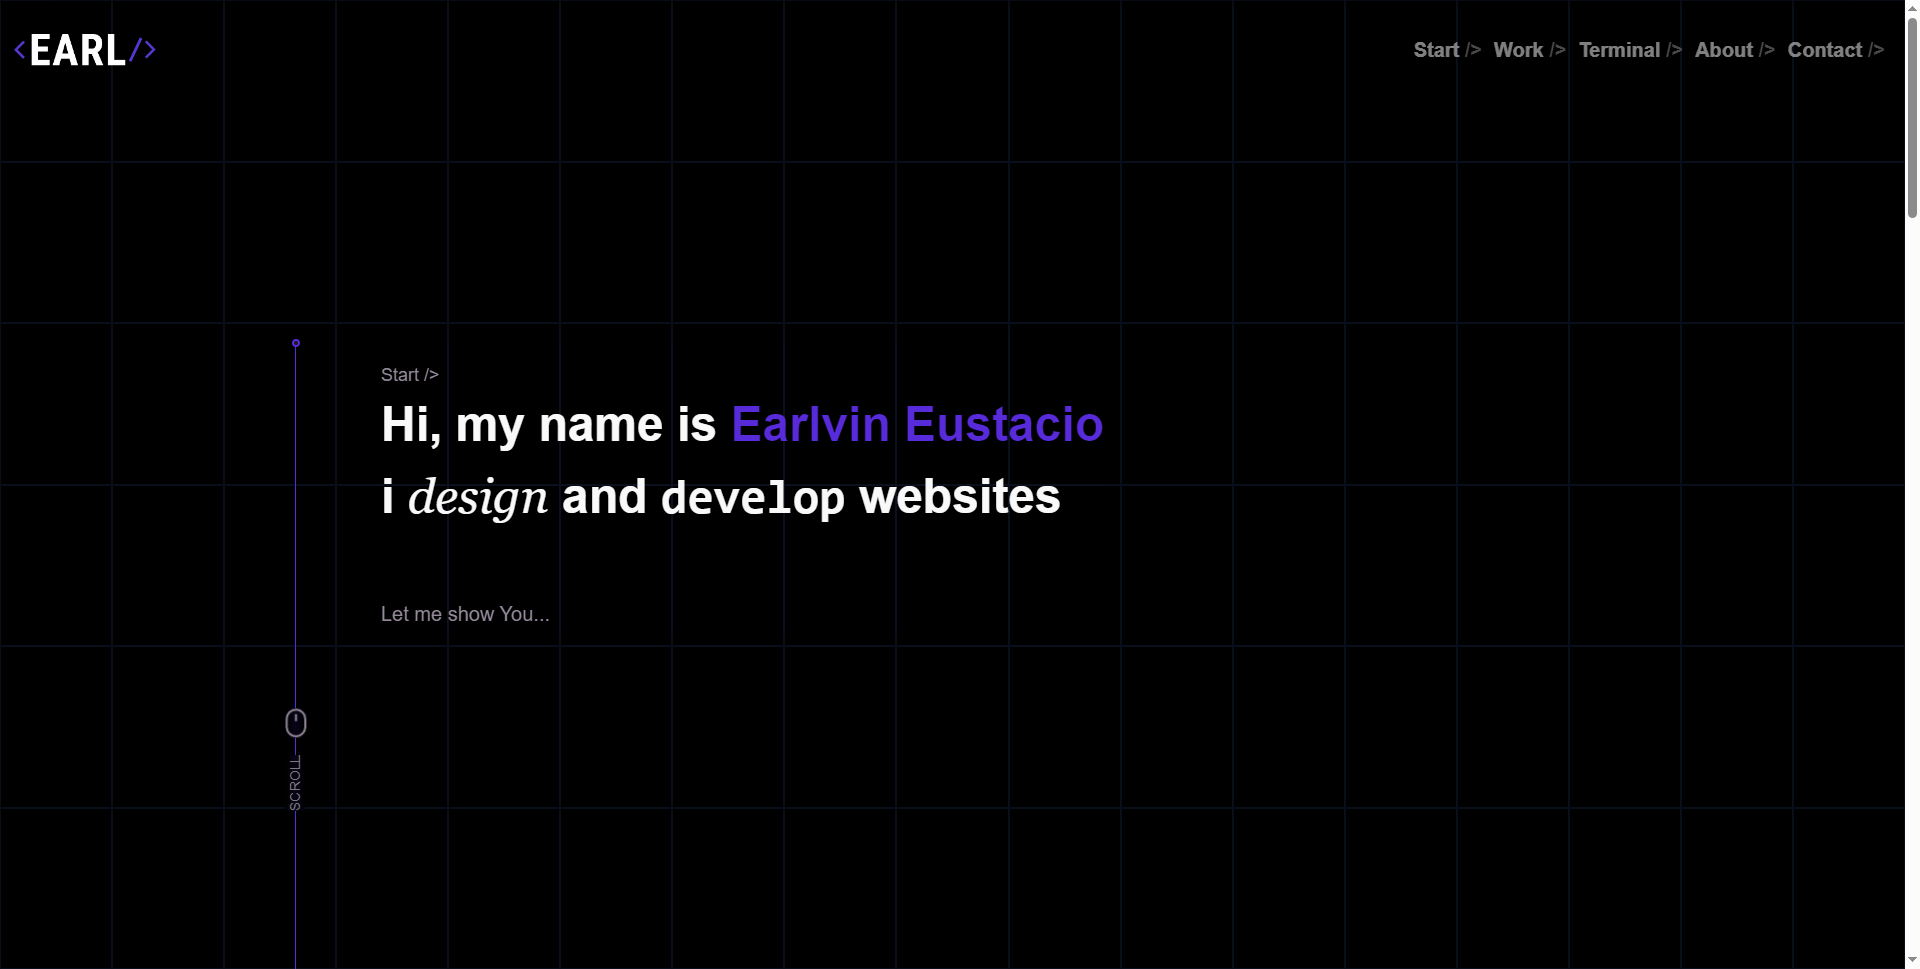 <EARL/>
Start /> Work /> Terminal /> About /> Contact />
Start />
Hi, my name is Earlvin Eustacio
i design and develop websites
Let me show You...
SCROLL